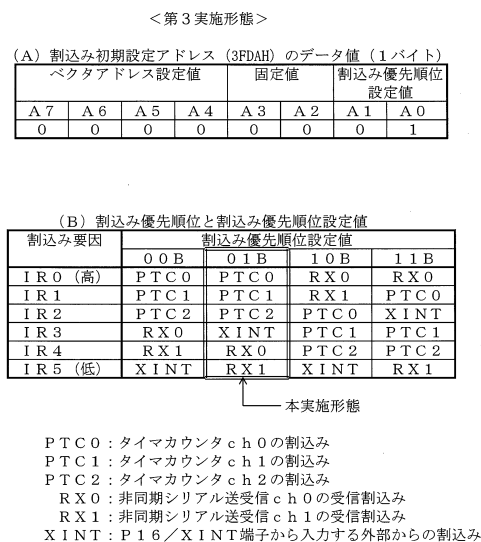 ＜第３実施形態＞
（Ａ）割込み初期設定アドレス（3FDAH）のデータ値（１バイト）
ベクタアドレス設定値 固定値 割込み優先順位設定値
Ａ７ Ａ６ Ａ５ Ａ４ Ａ３ Ａ２ Ａ１ Ａ０
０ ０ ０ ０ ０ ０ ０ １
（Ｂ）割込み優先順位と割込み優先順位設定値
割込み要因 割込み優先順位設定値
００Ｂ ０１Ｂ １０Ｂ １１Ｂ
ＩＲ０（高） ＰＴＣ０ ＰＴＣ０ ＲＸ０ ＲＸ０
ＩＲ１ ＰＴＣ１ ＰＴＣ１ ＲＸ１ ＰＴＣ０
ＩＲ２ ＰＴＣ２ ＰＴＣ２ ＰＴＣ０ ＸＩＮＴ
ＩＲ３ ＲＸ０ ＸＩＮＴ ＰＴＣ１ ＰＴＣ１
ＩＲ４ ＲＸ１ ＲＸ０ ＰＴＣ２ ＰＴＣ２
ＩＲ５（低） ＸＩＮＴ ＲＸ１ ＸＩＮＴ ＲＸ１
本実施形態
ＰＴＣ０：タイマカウンタｃｈ０の割込み
ＰＴＣ１：タイマカウンタｃｈ１の割込み
ＰＴＣ２：タイマカウンタｃｈ２の割込み
ＲＸ０：非同期シリアル送受信ｃｈ０の受信割込み
ＲＸ１：非同期シリアル送受信ｃｈ１の受信割込み
ＸＩＮＴ：Ｐ１６／ＸＩＮＴ端子から入力する外部からの割込み